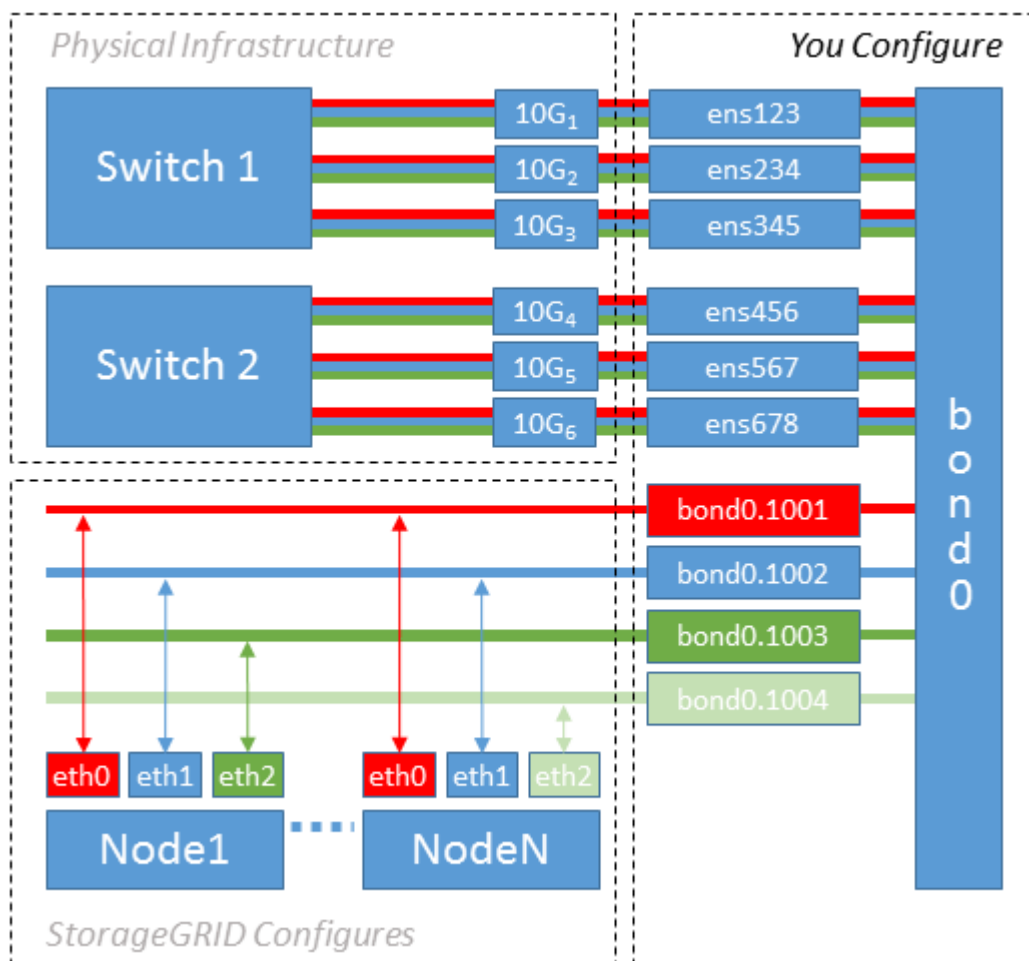 Physical Infrastructure
You Configure
Switch 1
10G₁
ens123
10G₂
ens234
10G₃
ens345
Switch 2
10G₄
ens456
10G₅
ens567
10G₆
ens678
bond0
bond0.1001
bond0.1002
bond0.1003
bond0.1004
eth0
eth1
eth2
eth0
eth1
eth2
Node1
NodeN
StorageGRID Configures